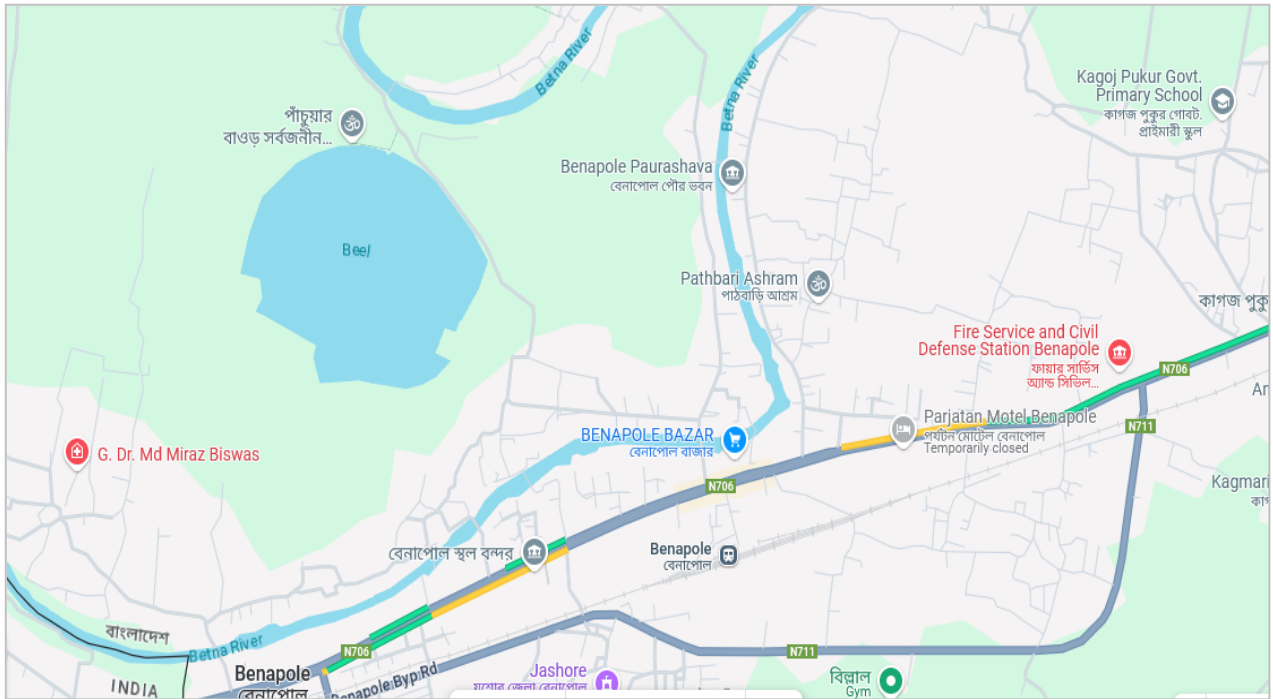 Betna River
Betna River
Kagoj Pukur Govt.
Primary School
কাগজ পুকুর গোবট.
প্রাইমারী স্কুল
পাঁচুয়ার
বাওড় সর্বজনীন...
Benapole Paurashava
বেনাপোল পৌর ভবন
Beel
Pathbari Ashram
পাঠবাড়ি আশ্রম
কাগজ পুকু
Fire Service and Civil
Defense Station Benapole
ফায়ার সার্ভিস
অ্যান্ড সিভিল...
N706
Parjatan Motel Benapole
পর্যটন মোটেল বেনাপোল
Temporarily closed
N711
BENAPOLE BAZAR
বেনাপোল বাজার
G. Dr. Md Miraz Biswas
N706
Kagmari
বেনাপোল স্থল বন্দর
Benapole
বেনাপোল
বাংলাদেশ
Betna River
N706
N711
INDIA
Benapole
বেনাপোল
Benapole Byp Rd
Jashore
যশোর জেলা বেনাপোল
বিল্লাল
Gym